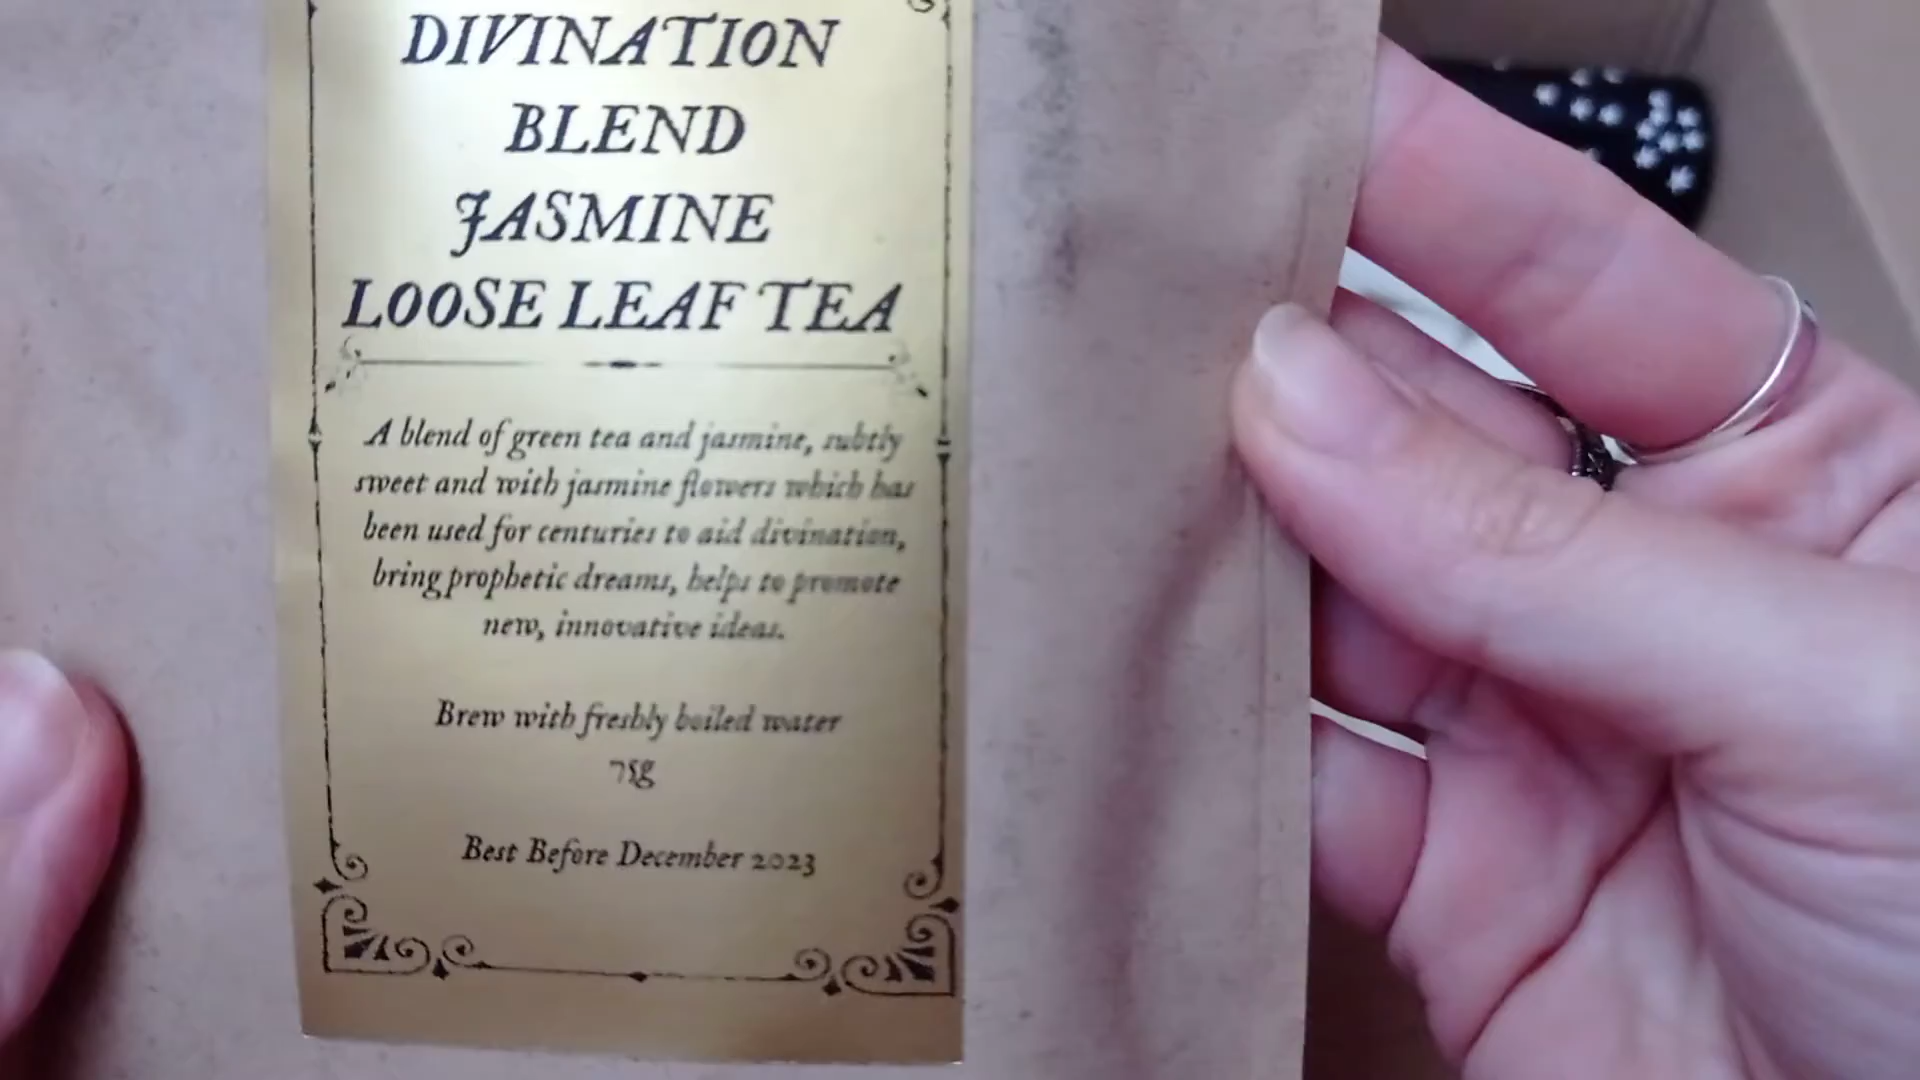 DIVINATION
BLEND
JASMINE
LOOSE LEAF TEA
A blend of green tea and jasmine, subtly
sweet and with jasmine flowers which has
been used for centuries to aid divination,
bring prophetic dreams, helps to promote
new, innovative ideas.
Brew with freshly boiled water
75g
Best Before December 2023